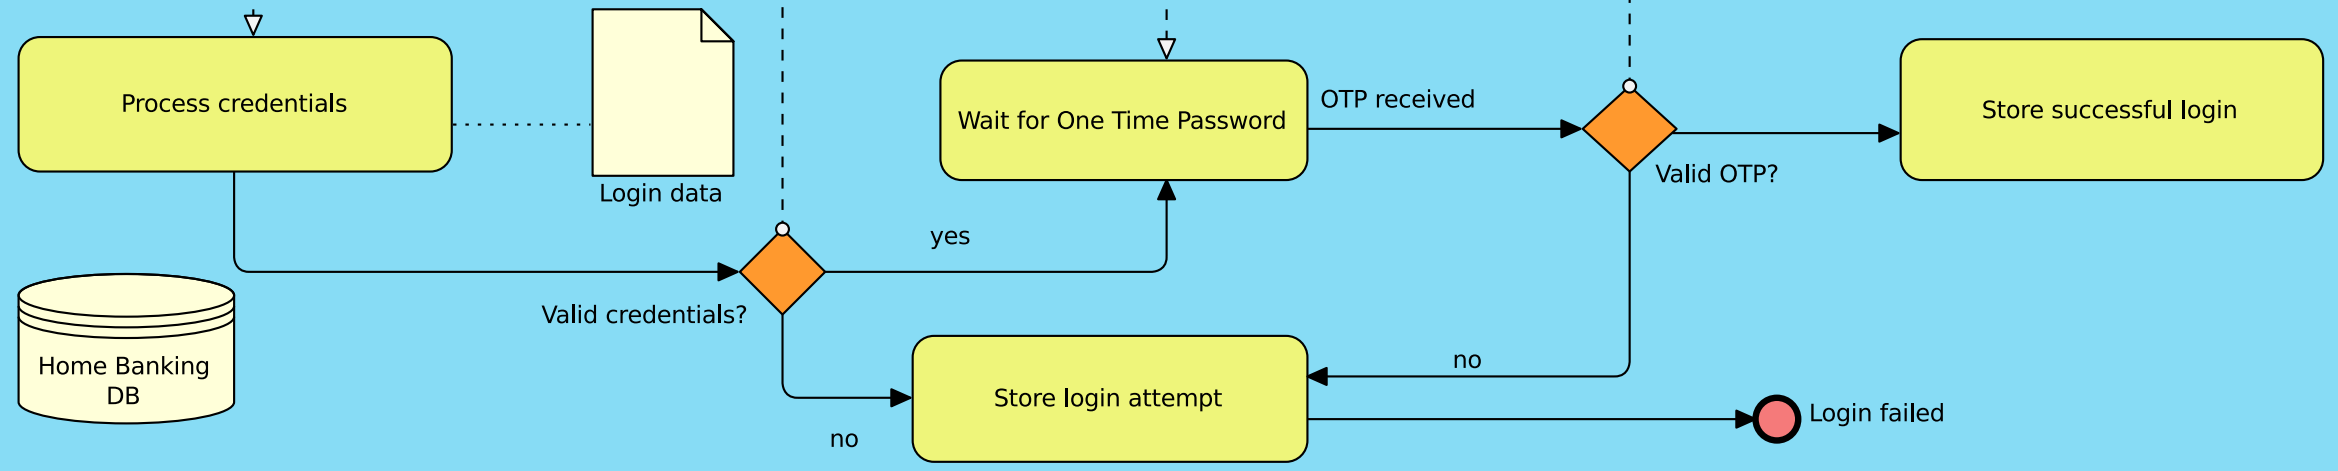 Process credentials
Login data
Wait for One Time Password
OTP received
Valid OTP?
Store successful login
yes
Valid credentials?
Home Banking
DB
no
Store login attempt
no
Login failed